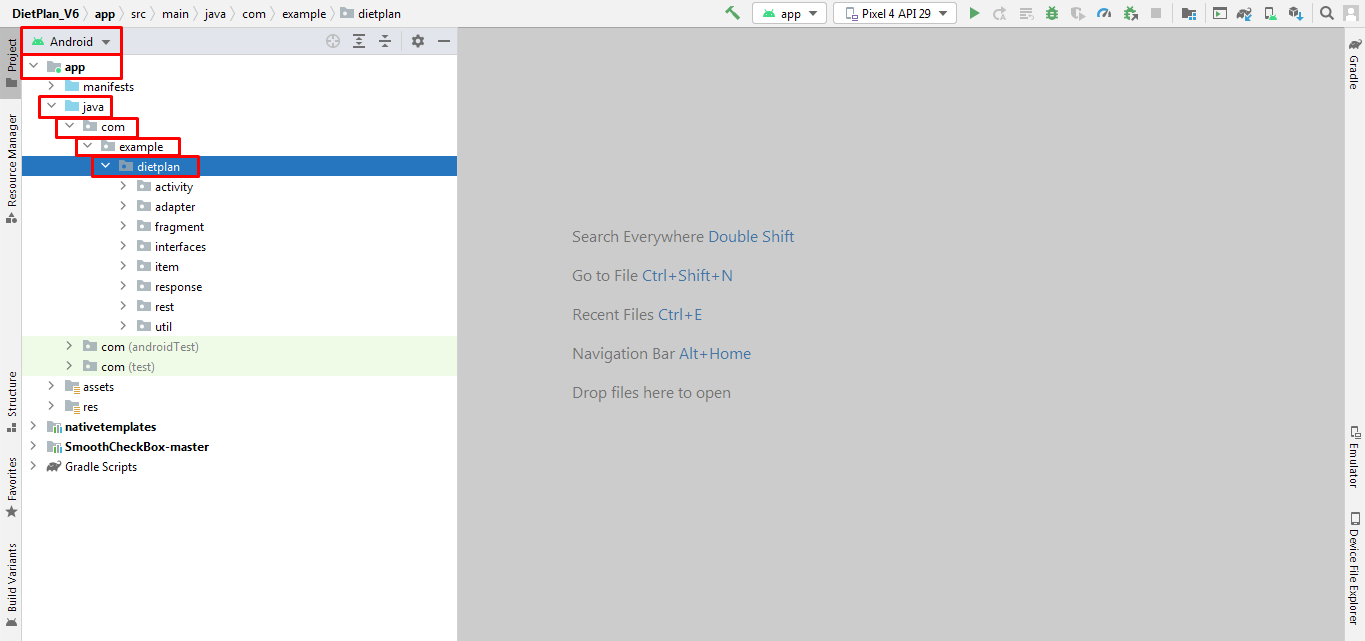 DietPlan_V6 app src main java com example dietplan
app
Pixel 4 API 29
Project
Android
app
manifests
java
com
example
dietplan
activity
adapter
fragment
interfaces
item
response
rest
util
com (androidTest)
com (test)
assets
res
nativetemplates
SmoothCheckBox-master
Gradle Scripts
Resource Manager
Structure
Favorites
Build Variants
Search Everywhere Double Shift
Go to File Ctrl+Shift+N
Recent Files Ctrl+E
Navigation Bar Alt+Home
Drop files here to open
Gradle
Emulator
Device File Explorer